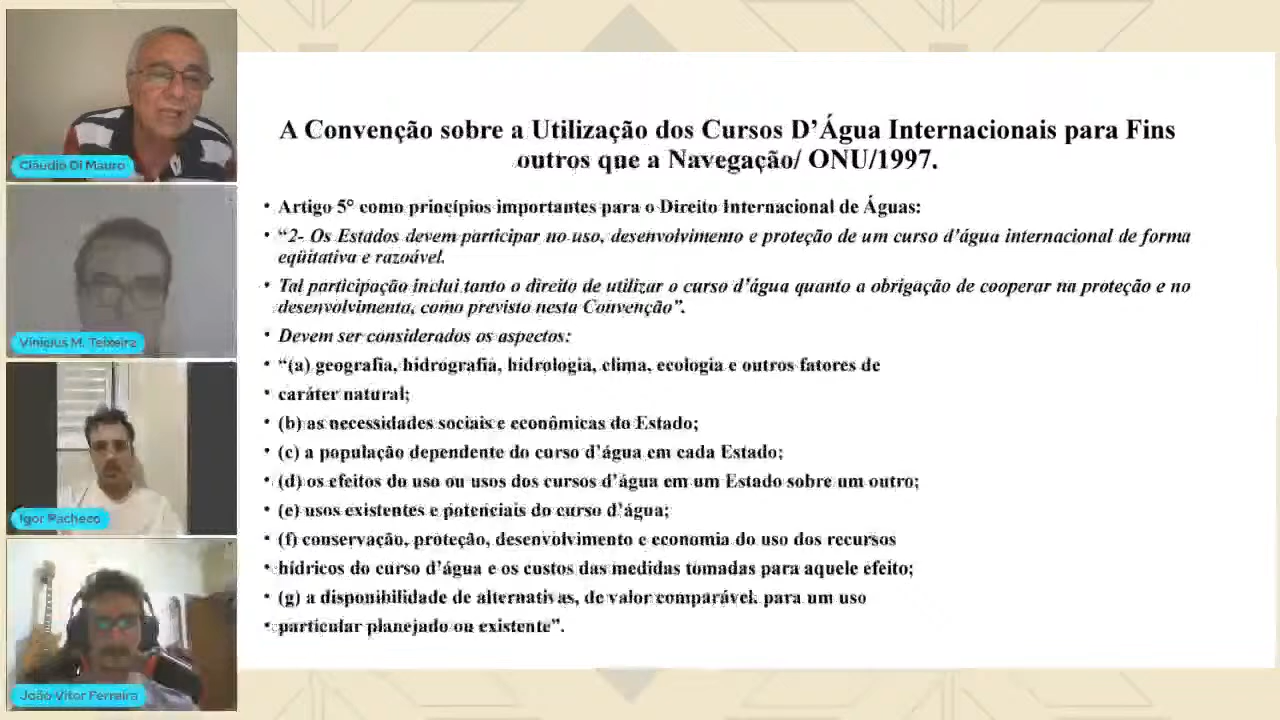 Cláudio Di Mauro
Vinicius M. Teixeira
Igor Pacheco
João Vitor Ferreira
A Convenção sobre a Utilização dos Cursos D’Água Internacionais para Fins
outros que a Navegação/ ONU/1997.
• Artigo 5° como princípios importantes para o Direito Internacional de Águas:
• “2- Os Estados devem participar no uso, desenvolvimento e proteção de um curso d’água internacional de forma
eqüitativa e razoável.
• Tal participação inclui tanto o direito de utilizar o curso d’água quanto a obrigação de cooperar na proteção e no
desenvolvimento, como previsto nesta Convenção”.
• Devem ser considerados os aspectos:
• “(a) geografia, hidrografia, hidrologia, clima, ecologia e outros fatores de
• caráter natural;
• (b) as necessidades sociais e econômicas do Estado;
• (c) a população dependente do curso d’água em cada Estado;
• (d) os efeitos do uso ou usos dos cursos d’água em um Estado sobre um outro;
• (e) usos existentes e potenciais do curso d’água;
• (f) conservação, proteção, desenvolvimento e economia do uso dos recursos
• hídricos do curso d’água e os custos das medidas tomadas para aquele efeito;
• (g) a disponibilidade de alternativas, de valor comparável, para um uso
• particular planejado ou existente”.